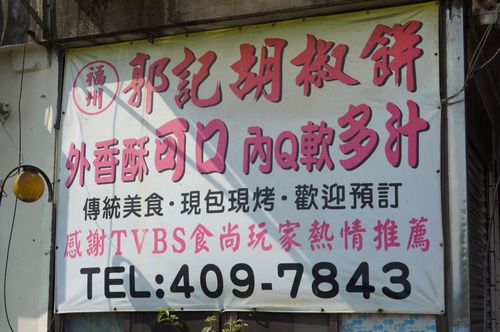 福州 郭記胡椒餅
外香酥可口 內Q軟多汁
傳統美食·現包現烤·歡迎預訂
感謝TVBS食尚玩家熱情推薦
TEL:409-7843